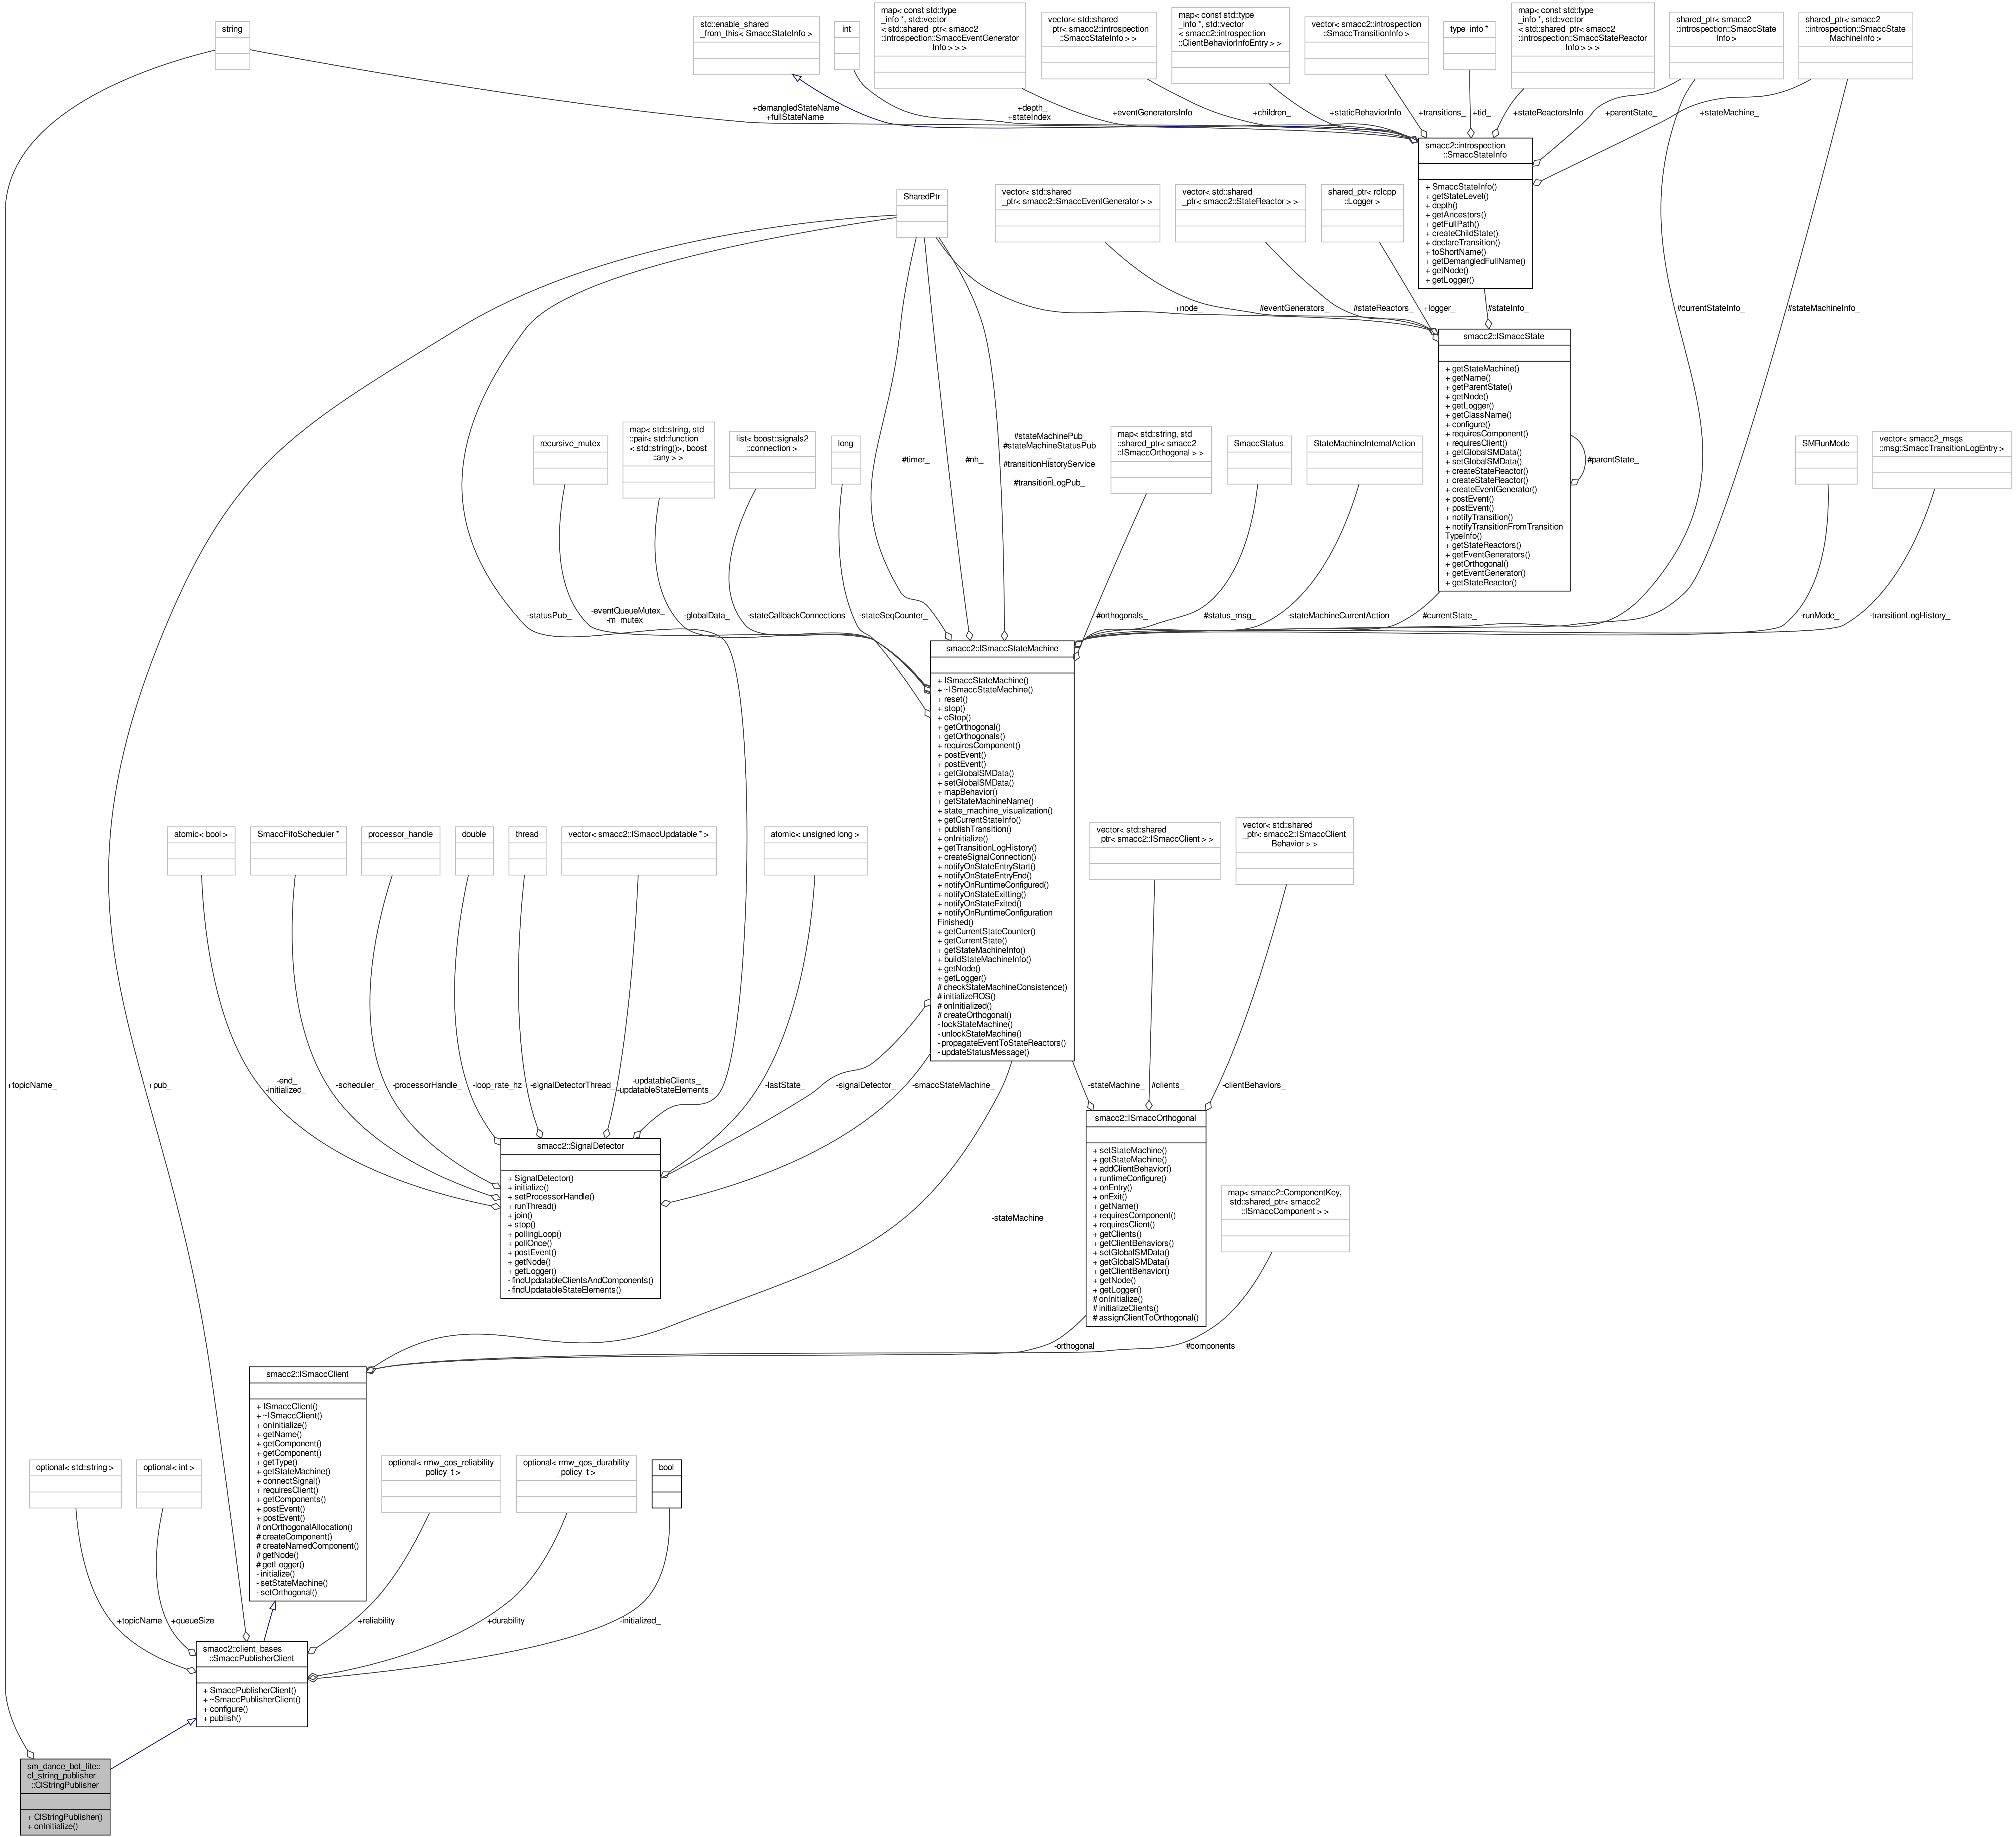 string
std::enable_shared
_from_this< SmaccStateInfo >
int
map< const std::type
_info *, std::vector
< std::shared_ptr< smacc2
::introspection::SmaccEventGenerator
Info > > >
vector< std::shared
_ptr< smacc2::introspection
::SmaccStateInfo > >
map< const std::type
_info *, std::vector
< smacc2::introspection
::ClientBehaviorInfoEntry > >
vector< smacc2::introspection
::SmaccTransitionInfo >
type_info *
map< const std::type
_info *, std::vector
< std::shared_ptr< smacc2
::introspection::SmaccStateReactor
Info > > >
shared_ptr< smacc2
::introspection::SmaccState
Info >
shared_ptr< smacc2
::introspection::SmaccState
MachineInfo >
+demangledStateName
+fullStateName
+depth_
+stateIndex_
+eventGeneratorsInfo
+children_
+staticBehaviorInfo
+transitions_
+tid_
+stateReactorsInfo
+parentState_
+stateMachine_
smacc2::introspection
::SmaccStateInfo
+ SmaccStateInfo()
+ getStateLevel()
+ depth()
+ getAncestors()
+ getFullPath()
+ createChildState()
+ declareTransition()
+ toShortName()
+ getDemangledFullName()
+ getNode()
+ getLogger()
SharedPtr
vector< std::shared
_ptr< smacc2::SmaccEventGenerator > >
vector< std::shared
_ptr< smacc2::StateReactor > >
shared_ptr< rclcpp
::Logger >
+node_
#eventGenerators_
#stateReactors_
+logger_
#stateInfo_
#currentStateInfo_
#stateMachineInfo_
smacc2::ISmaccState
+ getStateMachine()
+ getName()
+ getParentState()
+ getNode()
+ getLogger()
+ getClassName()
+ configure()
+ requiresComponent()
+ requiresClient()
+ getGlobalSMData()
+ setGlobalSMData()
+ createStateReactor()
+ createStateReactor()
+ createEventGenerator()
+ postEvent()
+ postEvent()
+ notifyTransition()
+ notifyTransitionFromTransition
TypeInfo()
+ getStateReactors()
+ getEventGenerators()
+ getOrthogonal()
+ getEventGenerator()
+ getStateReactor()
#parentState_
recursive_mutex
map< std::string, std
::pair< std::function
< std::string()>, boost
::any > >
list< boost::signals2
::connection >
long
#timer_
#nh_
#stateMachinePub_
#stateMachineStatusPub
_
#transitionHistoryService
_
#transitionLogPub_
map< std::string, std
::shared_ptr< smacc2
::ISmaccOrthogonal > >
SmaccStatus
StateMachineInternalAction
SMRunMode
vector< smacc2_msgs
::msg::SmaccTransitionLogEntry >
-statusPub_
-eventQueueMutex_
-m_mutex_
-globalData_
-stateCallbackConnections
-stateSeqCounter_
#orthogonals_
#status_msg_
-stateMachineCurrentAction
#currentState_
-runMode_
-transitionLogHistory_
smacc2::ISmaccStateMachine
+ ISmaccStateMachine()
+ ~ISmaccStateMachine()
+ reset()
+ stop()
+ eStop()
+ getOrthogonal()
+ getOrthogonals()
+ requiresComponent()
+ postEvent()
+ postEvent()
+ getGlobalSMData()
+ setGlobalSMData()
+ mapBehavior()
+ getStateMachineName()
+ state_machine_visualization()
+ getCurrentStateInfo()
+ publishTransition()
+ onInitialize()
+ getTransitionLogHistory()
+ createSignalConnection()
+ notifyOnStateEntryStart()
+ notifyOnStateEntryEnd()
+ notifyOnRuntimeConfigured()
+ notifyOnStateExitting()
+ notifyOnStateExited()
+ notifyOnRuntimeConfiguration
Finished()
+ getCurrentStateCounter()
+ getCurrentState()
+ getStateMachineInfo()
+ buildStateMachineInfo()
+ getNode()
+ getLogger()
# checkStateMachineConsistence()
# initializeROS()
# onInitialized()
# createOrthogonal()
- lockStateMachine()
- unlockStateMachine()
- propagateEventToStateReactors()
- updateStatusMessage()
atomic< bool >
SmaccFifoScheduler *
processor_handle
double
thread
vector< smacc2::ISmaccUpdatable * >
atomic< unsigned long >
vector< std::shared
_ptr< smacc2::ISmaccClient > >
vector< std::shared
_ptr< smacc2::ISmaccClient
Behavior > >
+topicName_
+pub_
-end_
-initialized_
-scheduler_
-processorHandle_
-loop_rate_hz
-signalDetectorThread_
-updatableClients_
-updatableStateElements_
-lastState_
-signalDetector_
-smaccStateMachine_
-stateMachine_
#clients_
-clientBehaviors_
smacc2::SignalDetector
+ SignalDetector()
+ initialize()
+ setProcessorHandle()
+ runThread()
+ join()
+ stop()
+ pollingLoop()
+ pollOnce()
+ postEvent()
+ getNode()
+ getLogger()
- findUpdatableClientsAndComponents()
- findUpdatableStateElements()
smacc2::ISmaccOrthogonal
+ setStateMachine()
+ getStateMachine()
+ addClientBehavior()
+ runtimeConfigure()
+ onEntry()
+ onExit()
+ getName()
+ requiresComponent()
+ requiresClient()
+ getClients()
+ getClientBehaviors()
+ setGlobalSMData()
+ getGlobalSMData()
+ getClientBehavior()
+ getNode()
+ getLogger()
# onInitialize()
# initializeClients()
# assignClientToOrthogonal()
map< smacc2::ComponentKey,
std::shared_ptr< smacc2
::ISmaccComponent > >
-stateMachine_
-orthogonal_
#components_
smacc2::ISmaccClient
+ ISmaccClient()
+ ~ISmaccClient()
+ onInitialize()
+ getName()
+ getComponent()
+ getComponent()
+ getType()
+ getStateMachine()
+ connectSignal()
+ requiresClient()
+ getComponents()
+ postEvent()
+ postEvent()
# onOrthogonalAllocation()
# createComponent()
# createNamedComponent()
# getNode()
# getLogger()
- initialize()
- setStateMachine()
- setOrthogonal()
optional< std::string >
optional< int >
optional< rmw_qos_reliability
_policy_t >
optional< rmw_qos_durability
_policy_t >
bool
+topicName
+queueSize
+reliability
+durability
-initialized_
smacc2::client_bases
::SmaccPublisherClient
+ SmaccPublisherClient()
+ ~SmaccPublisherClient()
+ configure()
+ publish()
sm_dance_bot_lite::
cl_string_publisher
::ClStringPublisher
+ ClStringPublisher()
+ onInitialize()